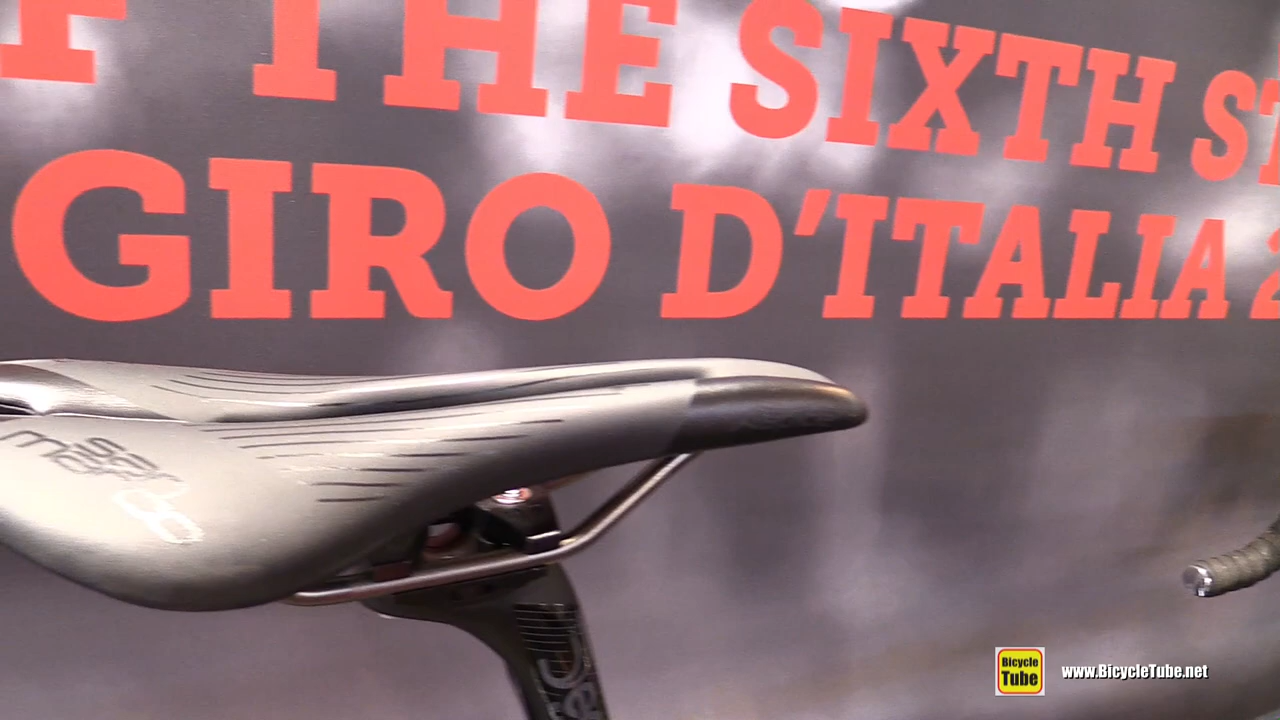 F THE SIXTH ST
GIRO D'ITALIA 2
Bicycle
Tube
www.BicycleTube.net